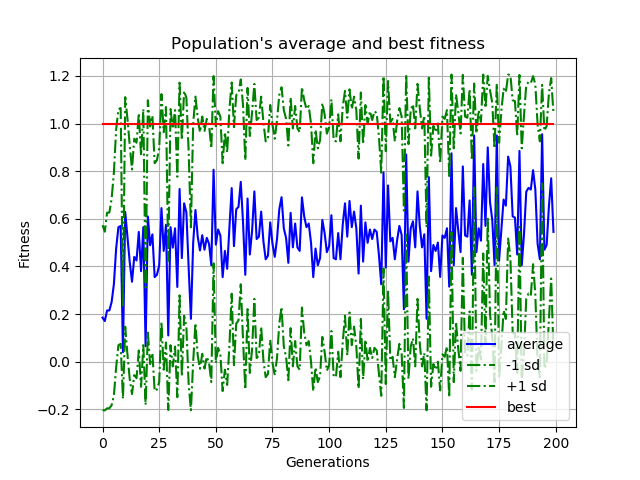 Population's average and best fitness
1.2
1.0
0.8
0.6
0.4
0.2
0.0
−0.2
Fitness
average
-1 sd
+1 sd
best
0
25
50
75
100
125
150
175
200
Generations